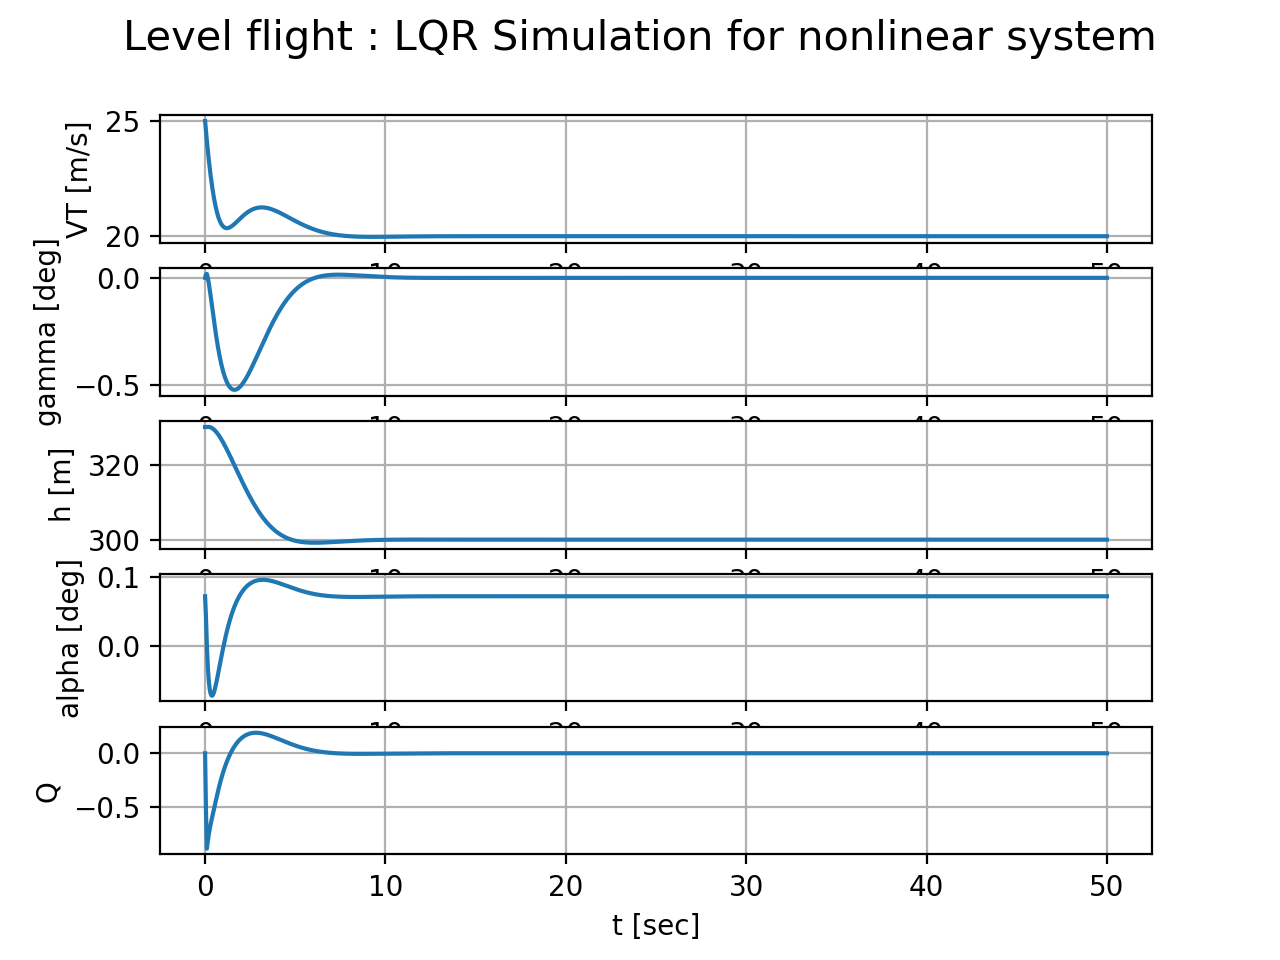 Level flight : LQR Simulation for nonlinear system
VT [m/s]
25
20
gamma [deg]
0.0
−0.5
h [m]
320
300
alpha [deg]
0.1
0.0
Q
0.0
−0.5
0 10 20 30 40 50
t [sec]